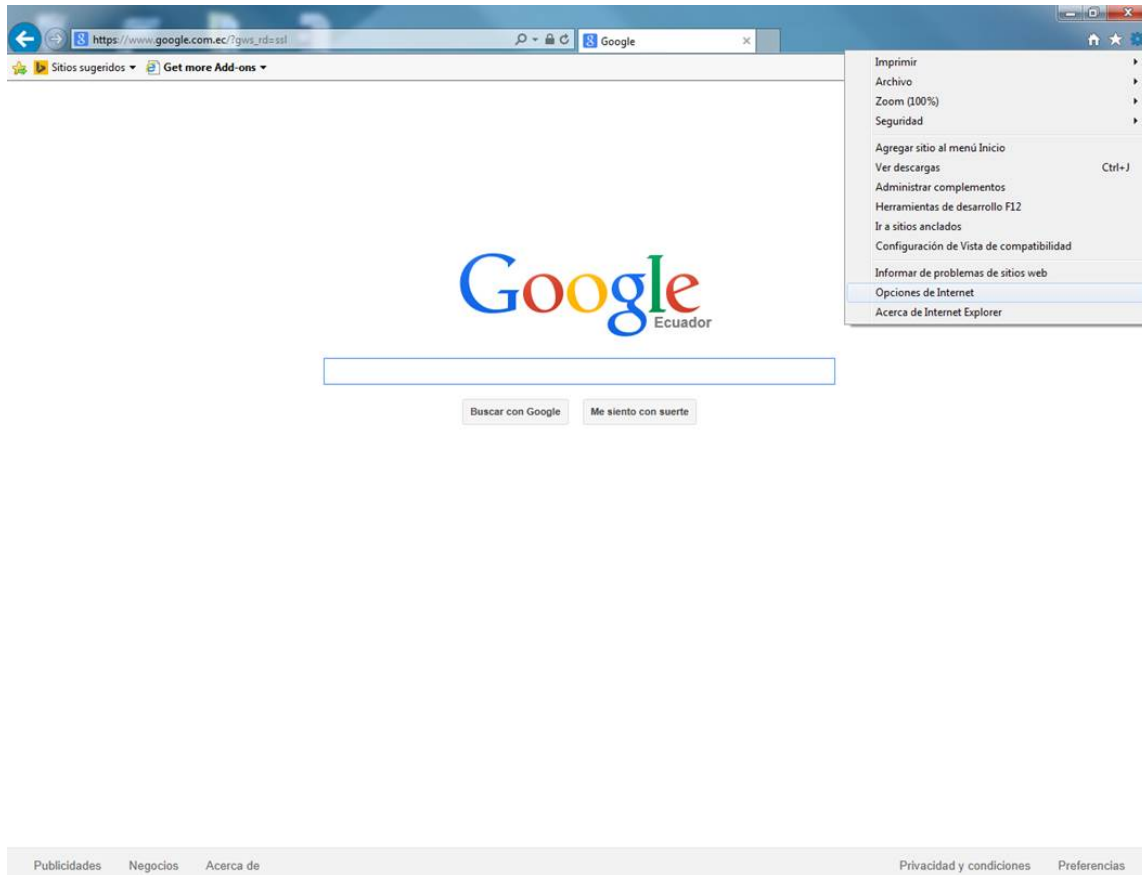 https://www.google.com.ec/?gws_rd=ssl
Google
Sitios sugeridos
Get more Add-ons
Imprimir
Archivo
Zoom (100%)
Seguridad
Agregar sitio al menú Inicio
Ver descargas Ctrl+J
Administrar complementos
Herramientas de desarrollo F12
Ir a sitios anclados
Configuración de Vista de compatibilidad
Informar de problemas de sitios web
Opciones de Internet
Acerca de Internet Explorer
Google
Ecuador
Buscar con Google Me siento con suerte
Publicidades Negocios Acerca de Privacidad y condiciones Preferencias